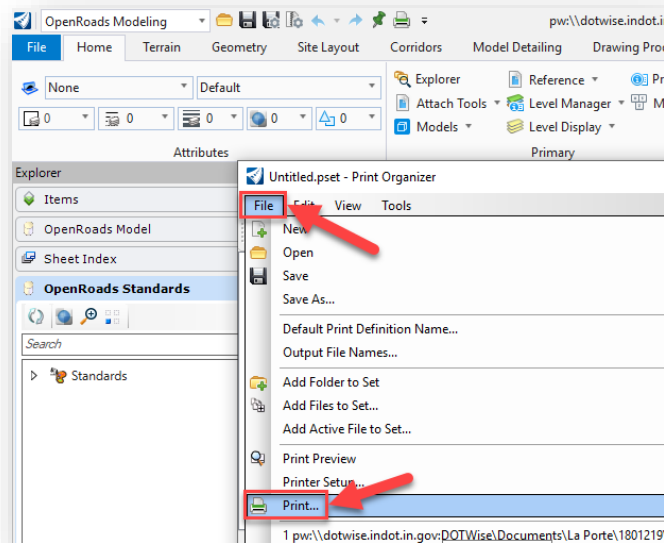 OpenRoads Modeling pw:\\dotwise.indot.i
File Home Terrain Geometry Site Layout Corridors Model Detailing Drawing Pro
None Default
Explorer Reference Pr
Attach Tools Level Manager M
0 0 0 0 0
Models Level Display
Attributes Primary
Explorer
Untitled.pset - Print Organizer
Items
File Edit View Tools
OpenRoads Model
New
Open
Sheet Index
Save
OpenRoads Standards
Save As...
Default Print Definition Name...
Search
Output File Names...
Standards
Add Folder to Set
Add Files to Set...
Add Active File to Set...
Print Preview
Printer Setup...
Print...
1 pw:\\dotwise.indot.in.gov:DOTWise\Documents\La Porte\1801219